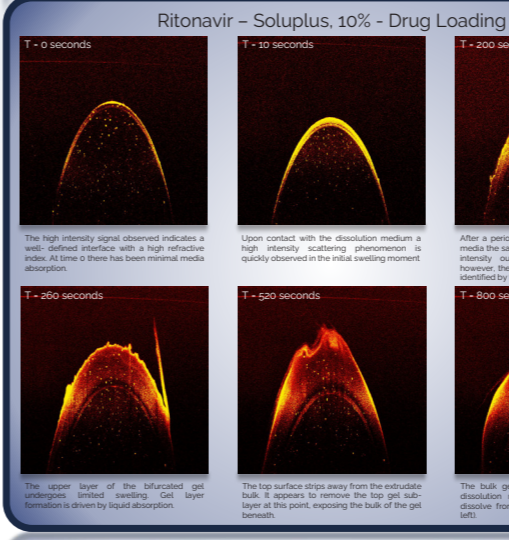 Ritonavir – Soluplus, 10% - Drug Loading
T - 0 seconds
T - 10 seconds
T - 200 se
The high intensity signal observed indicates a
well- defined interface with a high refractive
index. At time 0 there has been minimal media
absorption.
Upon contact with the dissolution medium a
high intensity scattering phenomenon is
quickly observed in the initial swelling moment
After a perio
media the sa
intensity ou
however, the
identified by
T - 260 seconds
T - 520 seconds
T - 800 se
The upper layer of the bifurcated gel
undergoes limited swelling. Gel layer
formation is driven by liquid absorption.
The top surface strips away from the extrudate
bulk. It appears to remove the top gel sub-
layer at this point, exposing the bulk of the gel
beneath.
The bulk ge
dissolution
dissolve fro
left).